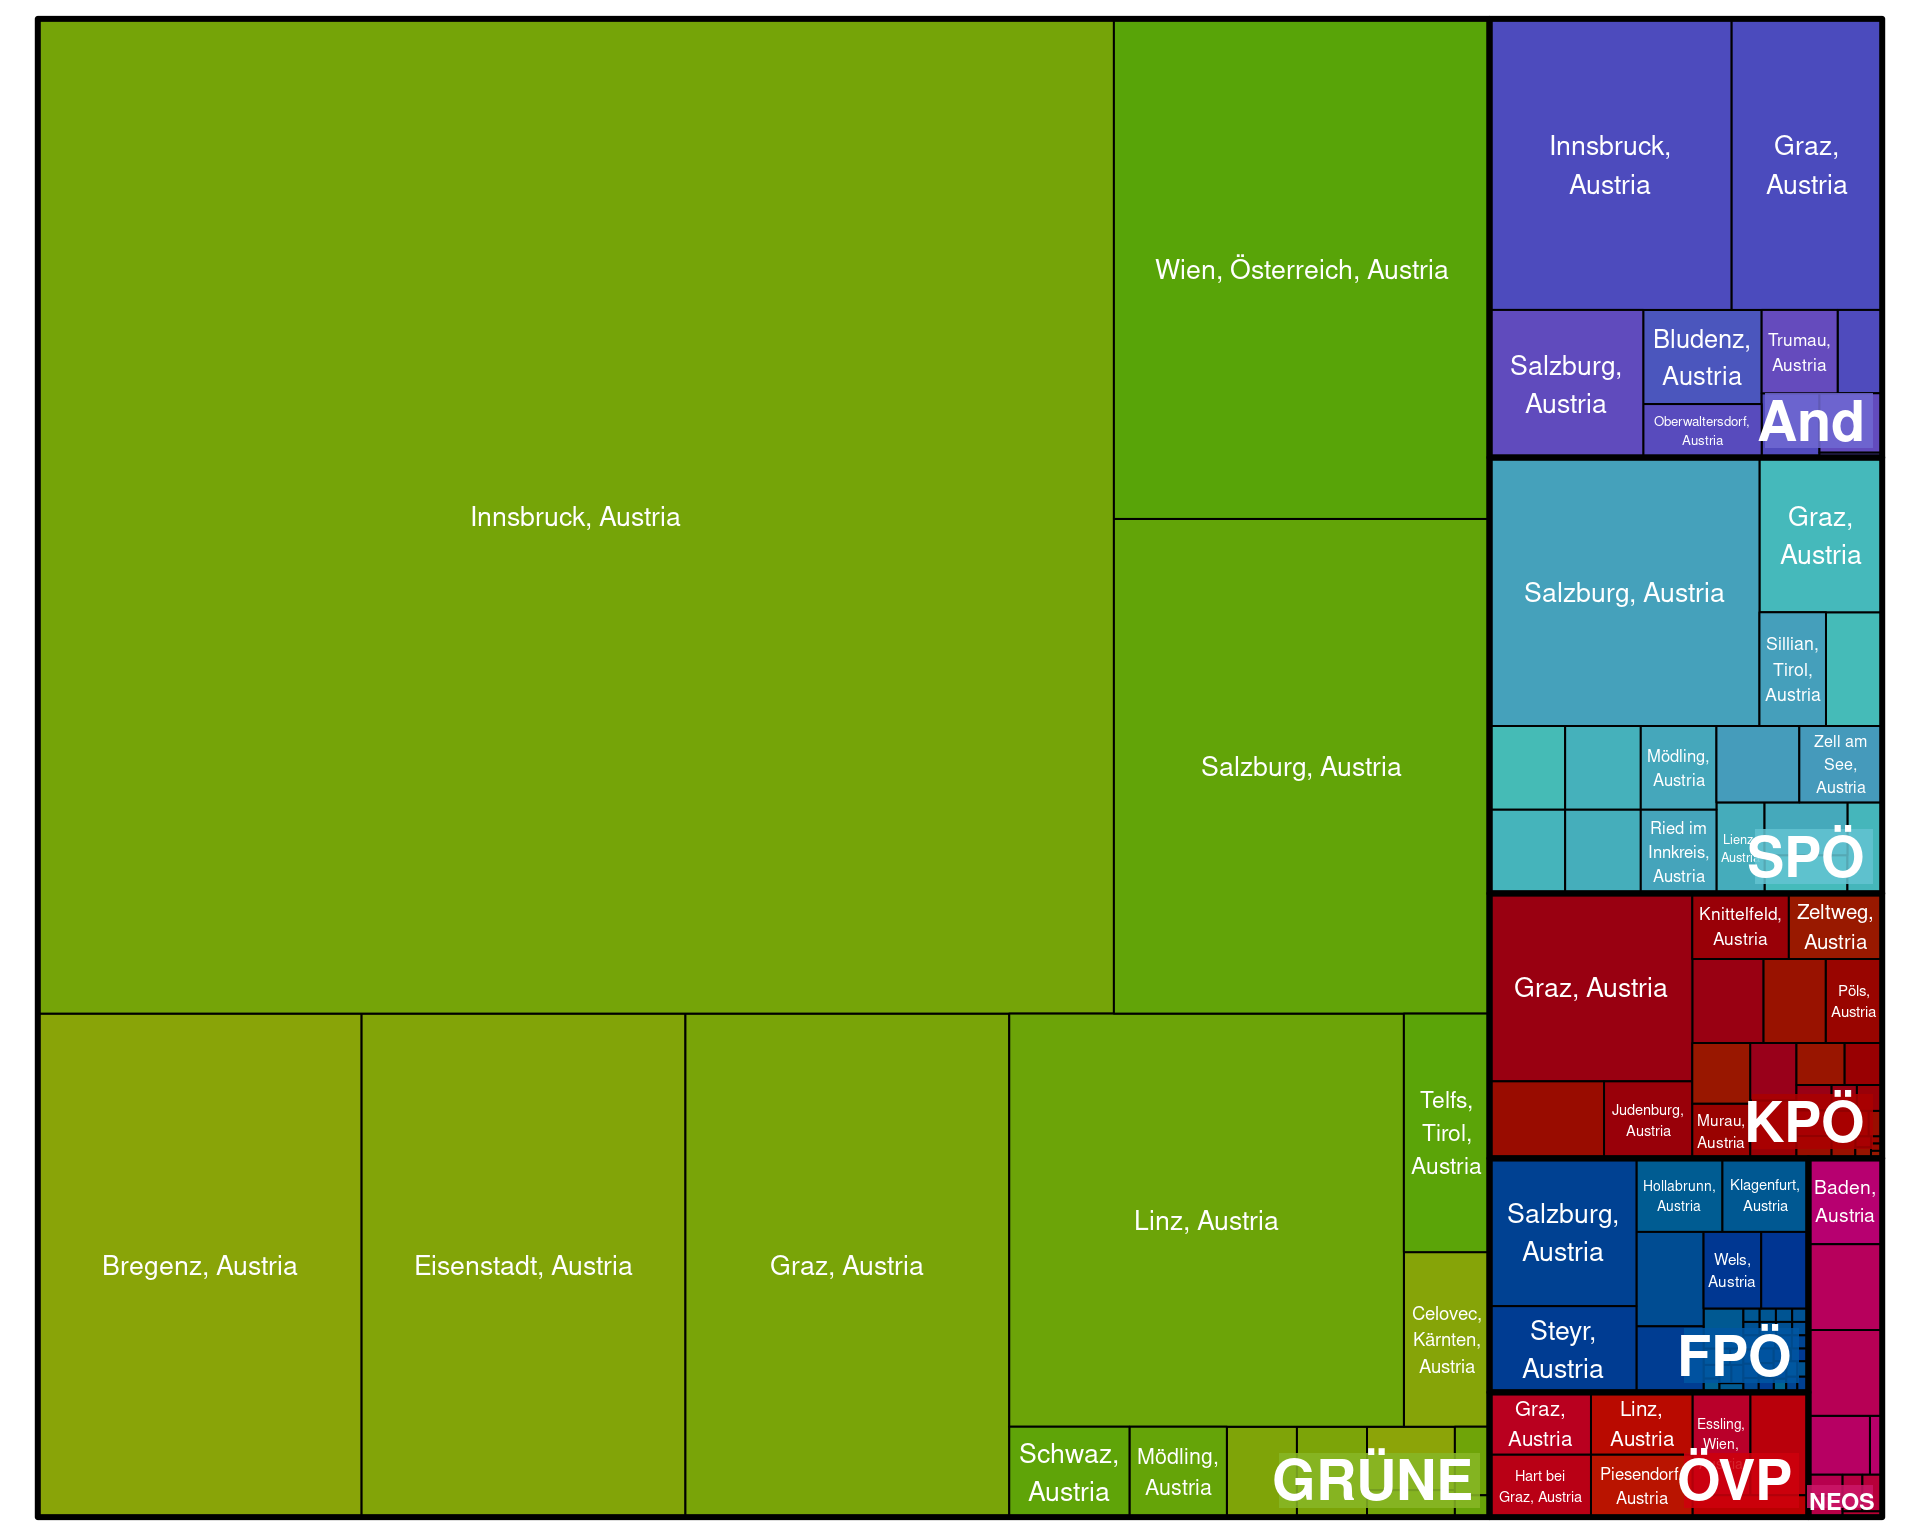 Innsbruck, Austria
Wien, Österreich, Austria
Salzburg, Austria
Bregenz, Austria
Eisenstadt, Austria
Graz, Austria
Linz, Austria
Telfs,
Tirol,
Austria
Celovec,
Kärnten,
Austria
Schwaz,
Austria
Mödling,
Austria
GRÜNE
Innsbruck,
Austria
Graz,
Austria
Salzburg,
Austria
Bludenz,
Austria
Trumau,
Austria
Oberwaltersdorf,
Austria
And
Salzburg, Austria
Graz,
Austria
Sillian,
Tirol,
Austria
Mödling,
Austria
Zell am
See,
Austria
Ried im
Innkreis,
Austria
Lienz,
Austria
SPÖ
Graz, Austria
Knittelfeld,
Austria
Zeltweg,
Austria
Pöls,
Austria
Judenburg,
Austria
Murau,
Austria
KPÖ
Salzburg,
Austria
Hollabrunn,
Austria
Klagenfurt,
Austria
Wels,
Austria
Steyr,
Austria
FPÖ
Baden,
Austria
NEOS
Graz,
Austria
Linz,
Austria
Essling,
Wien,
Hart bei
Graz, Austria
Piesendorf,
Austria
ÖVP